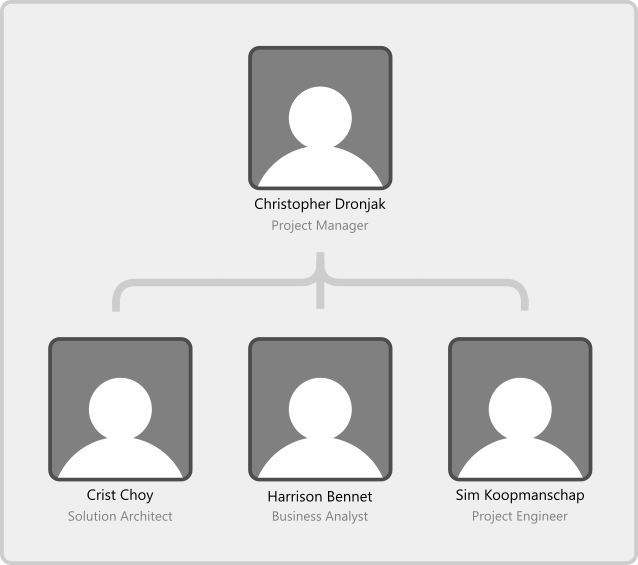 Christopher Dronjak
Project Manager
Crist Choy
Solution Architect
Harrison Bennet
Business Analyst
Sim Koopmanschap
Project Engineer